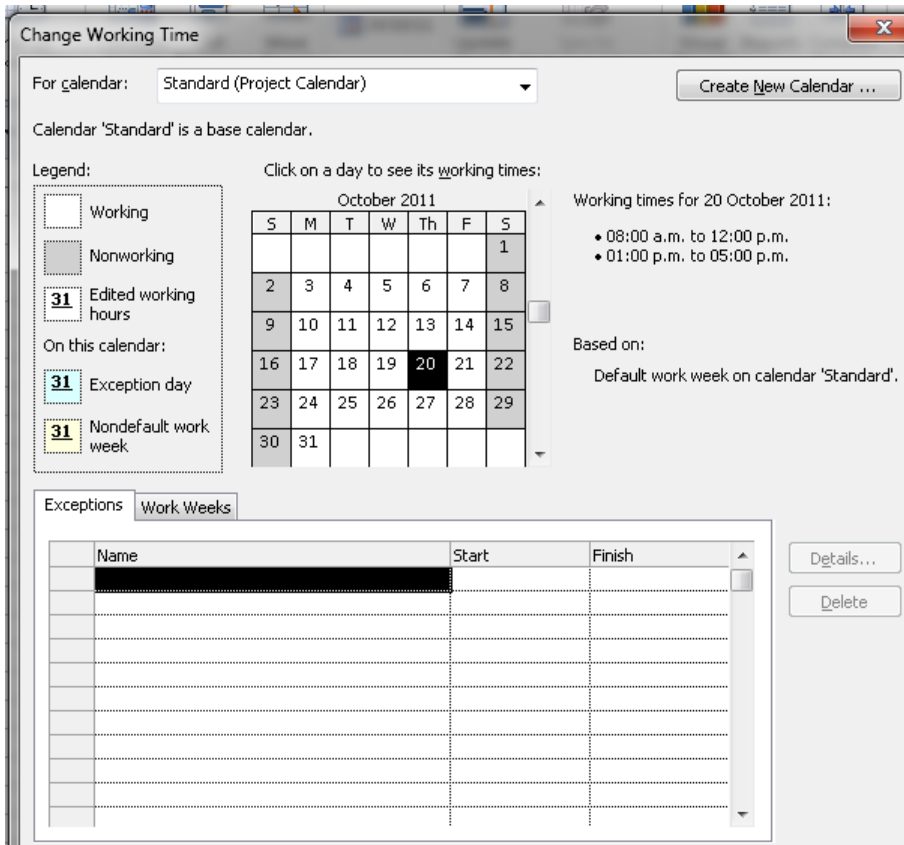 Change Working Time
For calendar: Standard (Project Calendar) Create New Calendar ...
Calendar 'Standard' is a base calendar.
Legend:
Working
Nonworking
31 Edited working
hours
On this calendar:
31 Exception day
31 Nondefault work
week
Click on a day to see its working times:
October 2011
S M T W Th F S
1
2 3 4 5 6 7 8
9 10 11 12 13 14 15
16 17 18 19 20 21 22
23 24 25 26 27 28 29
30 31
Working times for 20 October 2011:
• 08:00 a.m. to 12:00 p.m.
• 01:00 p.m. to 05:00 p.m.
Based on:
Default work week on calendar 'Standard'.
Exceptions Work Weeks
Name Start Finish
Details...
Delete